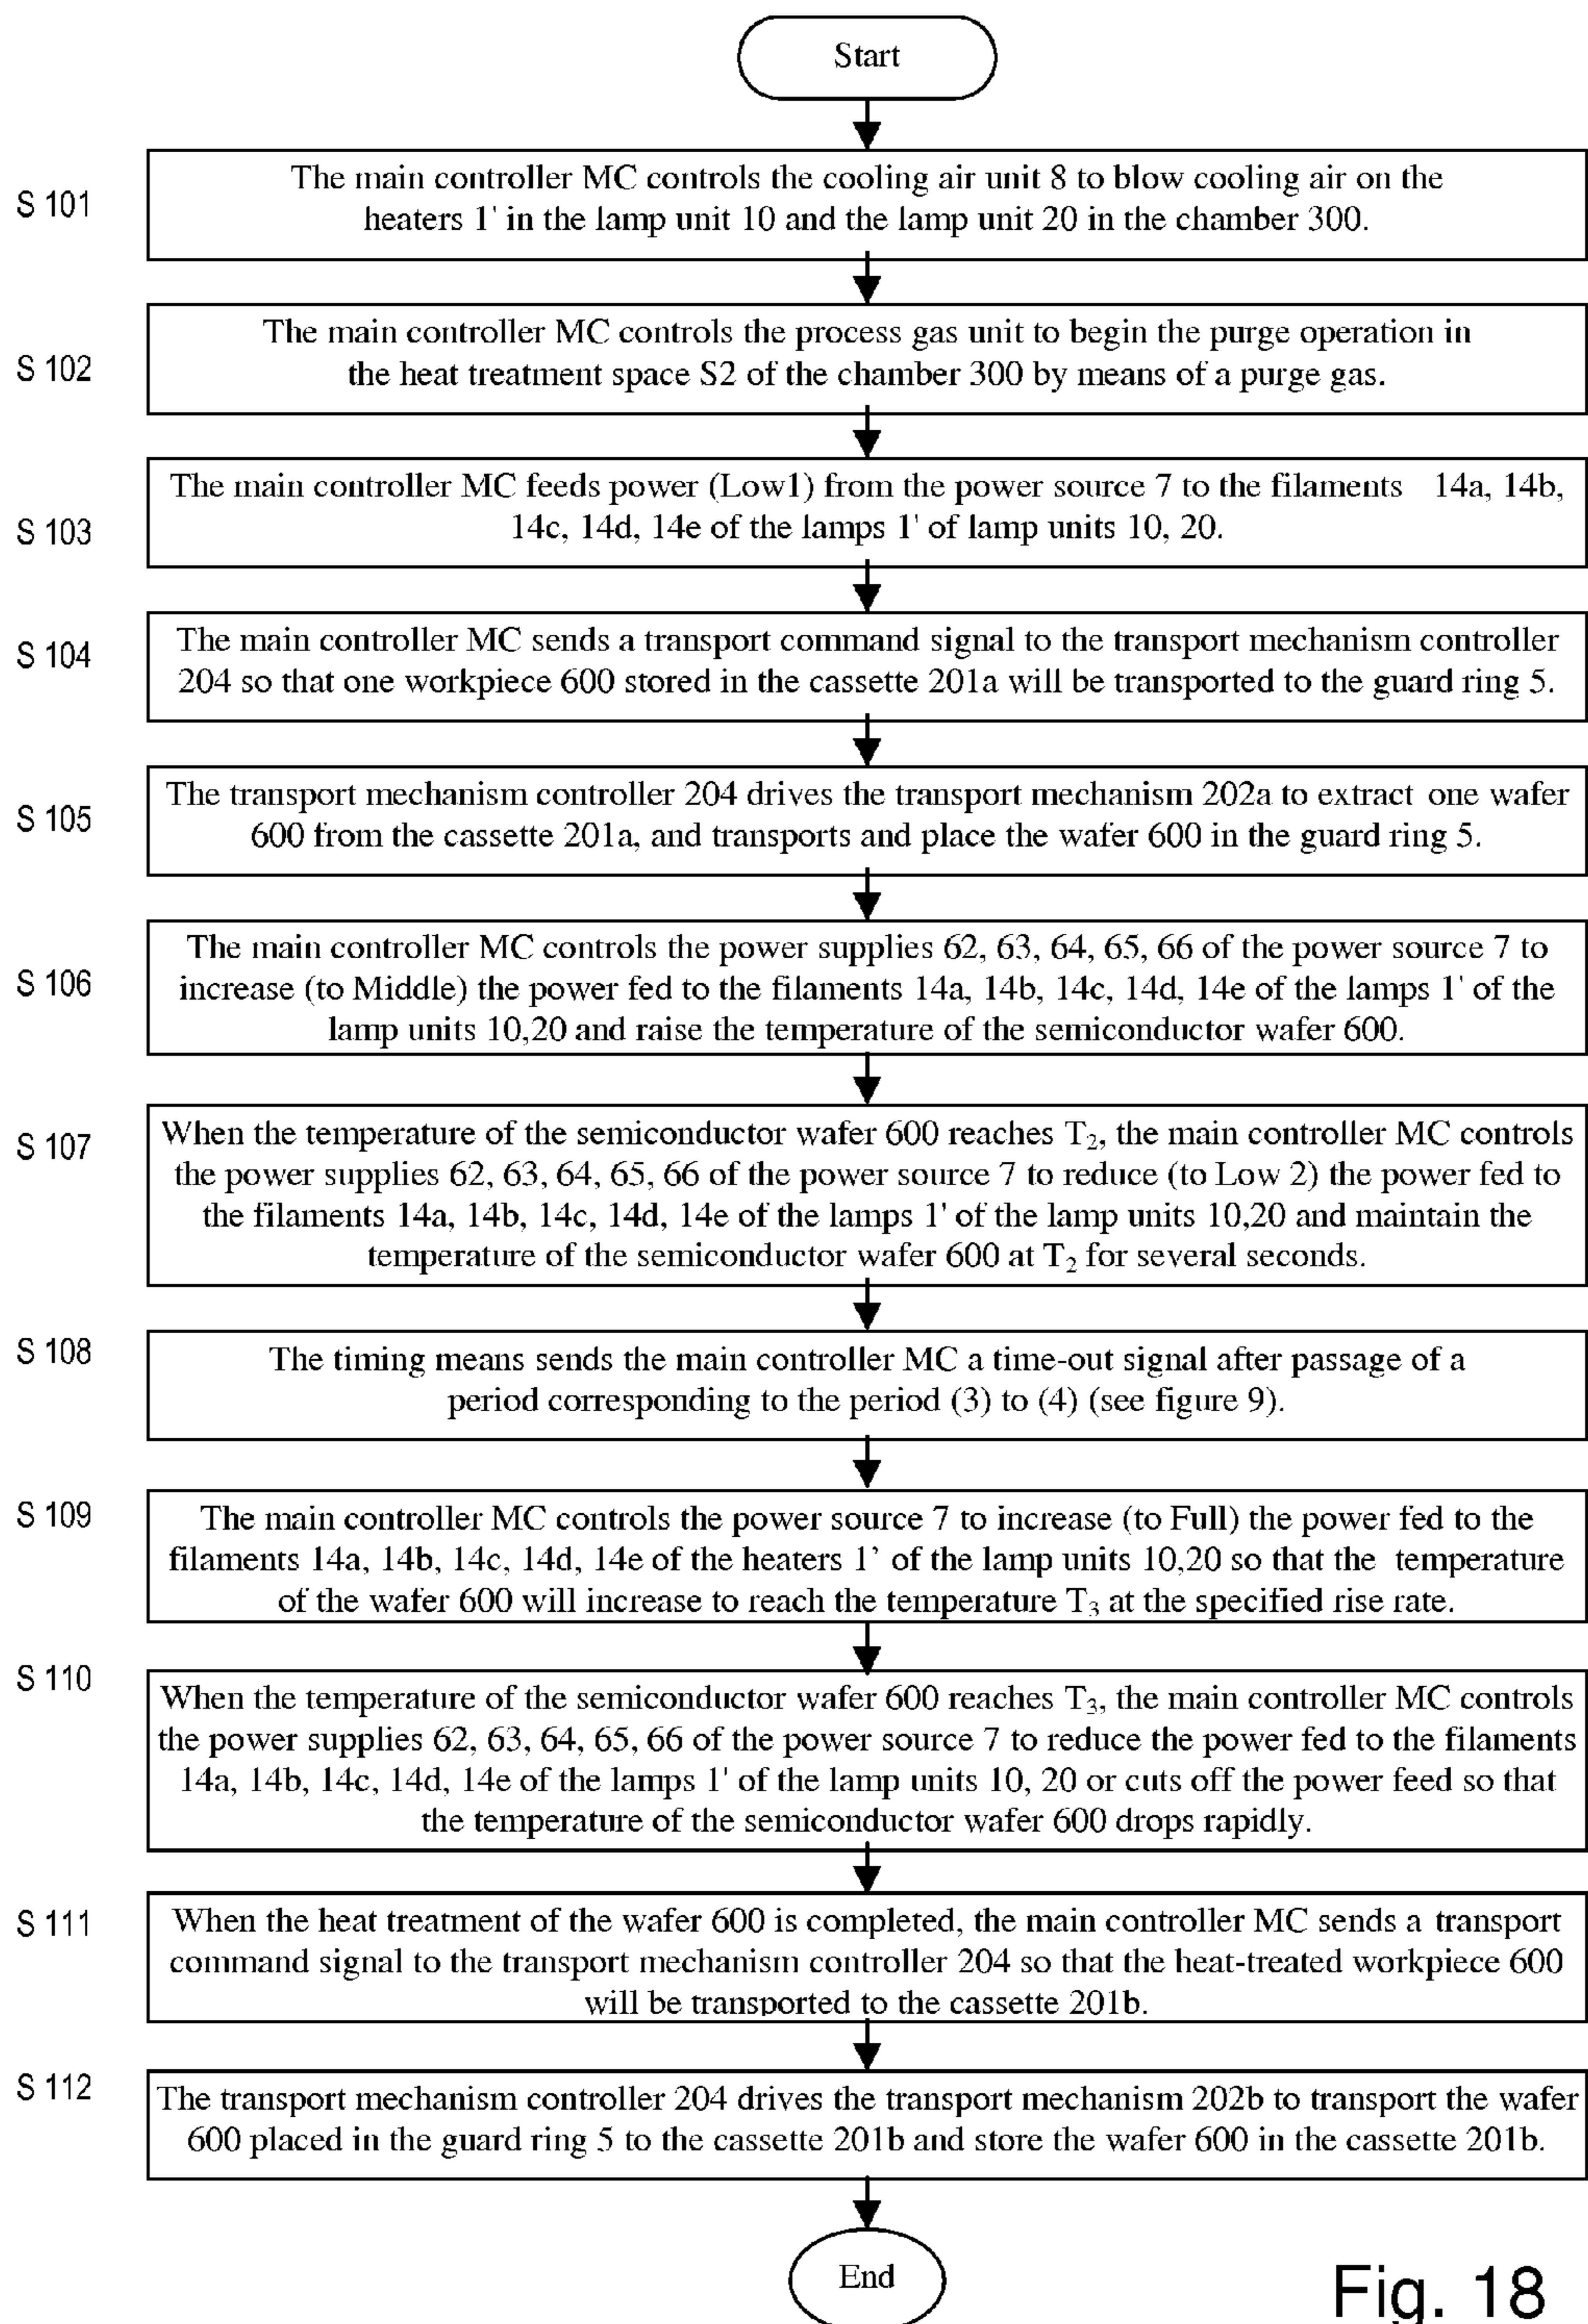 Start
S 101
The main controller MC controls the cooling air unit 8 to blow cooling air on the
heaters 1' in the lamp unit 10 and the lamp unit 20 in the chamber 300.
S 102
The main controller MC controls the process gas unit to begin the purge operation in
the heat treatment space S2 of the chamber 300 by means of a purge gas.
S 103
The main controller MC feeds power (Low1) from the power source 7 to the filaments 14a, 14b,
14c, 14d, 14e of the lamps 1' of lamp units 10, 20.
S 104
The main controller MC sends a transport command signal to the transport mechanism controller
204 so that one workpiece 600 stored in the cassette 201a will be transported to the guard ring 5.
S 105
The transport mechanism controller 204 drives the transport mechanism 202a to extract one wafer
600 from the cassette 201a, and transports and place the wafer 600 in the guard ring 5.
S 106
The main controller MC controls the power supplies 62, 63, 64, 65, 66 of the power source 7 to
increase (to Middle) the power fed to the filaments 14a, 14b, 14c, 14d, 14e of the lamps 1' of the
lamp units 10,20 and raise the temperature of the semiconductor wafer 600.
S 107
When the temperature of the semiconductor wafer 600 reaches T₂, the main controller MC controls
the power supplies 62, 63, 64, 65, 66 of the power source 7 to reduce (to Low 2) the power fed to
the filaments 14a, 14b, 14c, 14d, 14e of the lamps 1' of the lamp units 10,20 and maintain the
temperature of the semiconductor wafer 600 at T₂ for several seconds.
S 108
The timing means sends the main controller MC a time-out signal after passage of a
period corresponding to the period (3) to (4) (see figure 9).
S 109
The main controller MC controls the power source 7 to increase (to Full) the power fed to the
filaments 14a, 14b, 14c, 14d, 14e of the heaters 1’ of the lamp units 10,20 so that the temperature
of the wafer 600 will increase to reach the temperature T₃ at the specified rise rate.
S 110
When the temperature of the semiconductor wafer 600 reaches T₃, the main controller MC controls
the power supplies 62, 63, 64, 65, 66 of the power source 7 to reduce the power fed to the filaments
14a, 14b, 14c, 14d, 14e of the lamps 1' of the lamp units 10, 20 or cuts off the power feed so that
the temperature of the semiconductor wafer 600 drops rapidly.
S 111
When the heat treatment of the wafer 600 is completed, the main controller MC sends a transport
command signal to the transport mechanism controller 204 so that the heat-treated workpiece 600
will be transported to the cassette 201b.
S 112
The transport mechanism controller 204 drives the transport mechanism 202b to transport the wafer
600 placed in the guard ring 5 to the cassette 201b and store the wafer 600 in the cassette 201b.
End
Fig. 18